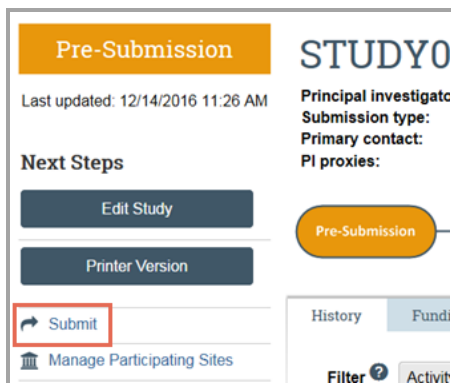 Pre-Submission
Last updated: 12/14/2016 11:26 AM
Next Steps
Edit Study
Printer Version
Submit
Manage Participating Sites
STUDY0
Principal investigato
Submission type:
Primary contact:
PI proxies:
Pre-Submission
History Fundi
Filter ? Activity